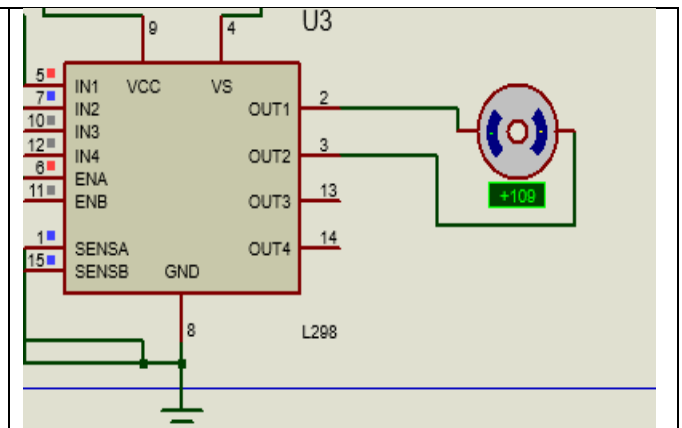 U3
9 4
5 IN1 VCC VS
7 IN2 OUT1 2
10 IN3
12 IN4 OUT2 3
6 ENA
11 ENB OUT3 13
1 SENSA OUT4 14
15 SENSB GND
8 L298
+109